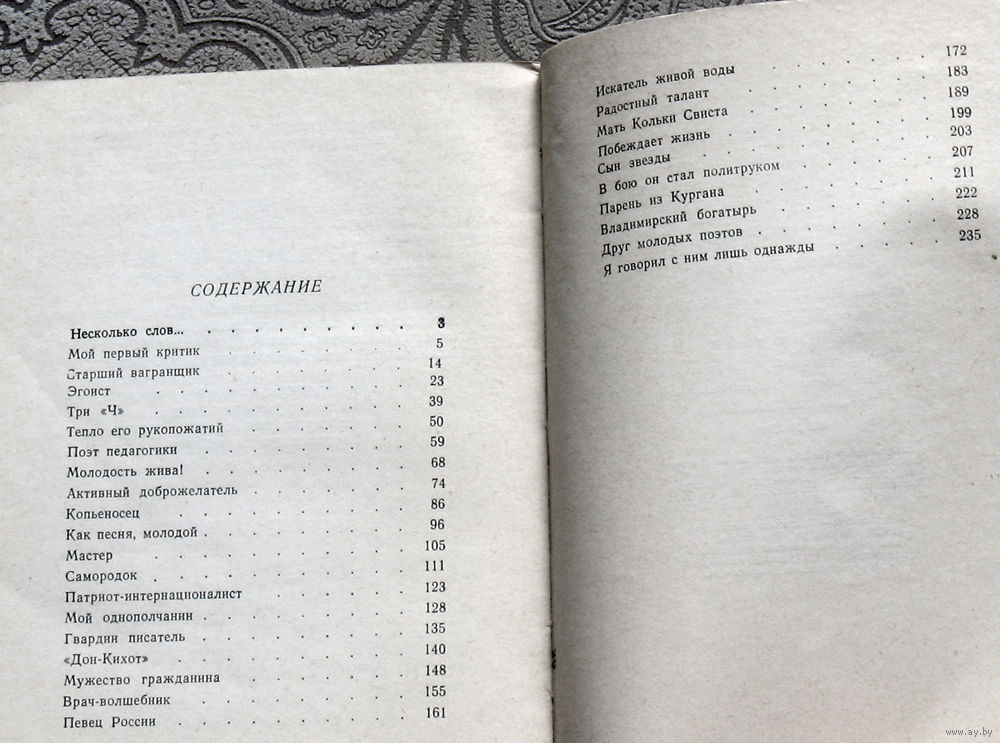 СОДЕРЖАНИЕ
Несколько слов... . . . . . . . . . . 3
Мой первый критик . . . . . . . . . 5
Старший вагранщик . . . . . . . . . 14
Эгоист . . . . . . . . . . . 23
Три «Ч» . . . . . . . . . . . 39
Тепло его рукопожатий . . . . . . . 50
Поэт педагогики . . . . . . . . . 59
Молодость жива! . . . . . . . . . 68
Активный доброжелатель . . . . . . . 74
Копьеносец . . . . . . . . . . 86
Как песня, молодой . . . . . . . . . 96
Мастер . . . . . . . . . . . 105
Самородок . . . . . . . . . . . 111
Патриот-интернационалист . . . . . . . 123
Мой однополчанин . . . . . . . . . 128
Гвардии писатель . . . . . . . . . 135
«Дон-Кихот» . . . . . . . . . . 140
Мужество гражданина . . . . . . . . 148
Врач-волшебник . . . . . . . . . 155
Певец России . . . . . . . . . . 161
Искатель живой воды . . . . . . . . 172
Радостный талант . . . . . . . . . 183
Мать Кольки Свиста . . . . . . . . 189
Побеждает жизнь . . . . . . . . . 199
Сын звезды . . . . . . . . . . 203
В бою он стал политруком . . . . . . 207
Парень из Кургана . . . . . . . . 211
Владимирский богатырь . . . . . . . 222
Друг молодых поэтов . . . . . . . . 228
Я говорил с ним лишь однажды . . . . . 235
www.ay.by